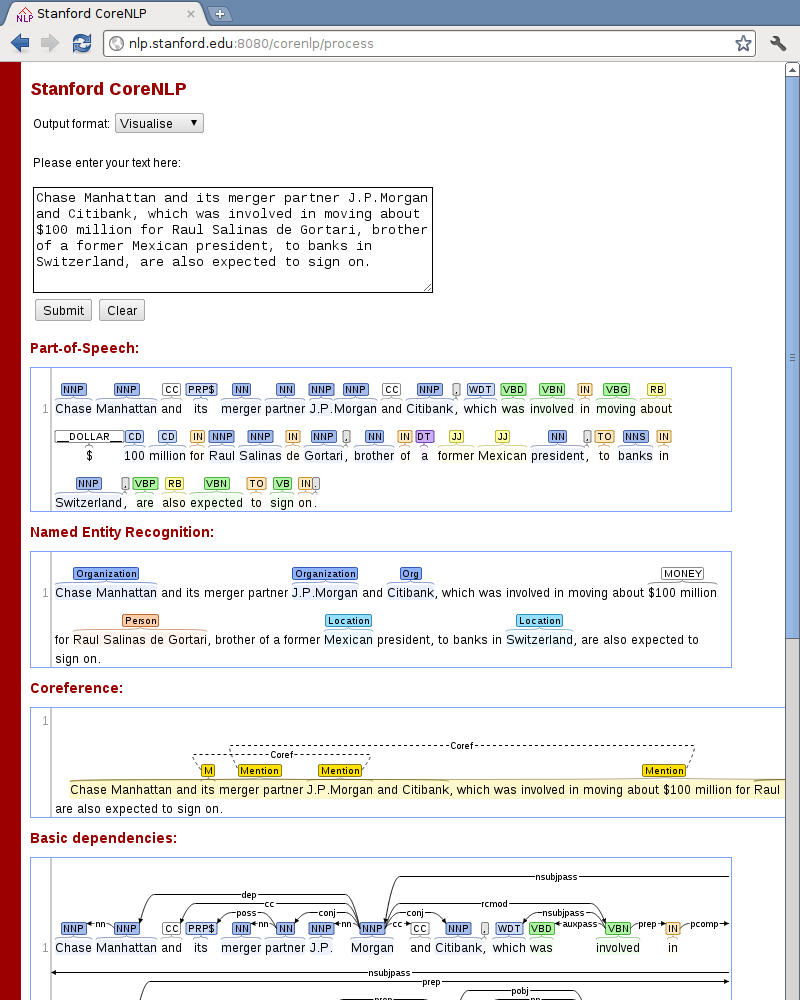 NLP Stanford CoreNLP
nlp.stanford.edu:8080/corenlp/process
Stanford CoreNLP
Output format: Visualise
Please enter your text here:
Chase Manhattan and its merger partner J.P.Morgan
and Citibank, which was involved in moving about
$100 million for Raul Salinas de Gortari, brother
of a former Mexican president, to banks in
Switzerland, are also expected to sign on.
Submit Clear
Part-of-Speech:
NNP NNP CC PRP$ NN NN NNP NNP CC NNP , WDT VBD VBN IN VBG RB
1 Chase Manhattan and its merger partner J.P.Morgan and Citibank, which was involved in moving about
__DOLLAR__ CD CD IN NNP NNP IN NNP , NN IN DT JJ JJ NN , TO NNS IN
$ 100 million for Raul Salinas de Gortari, brother of a former Mexican president, to banks in
NNP , VBP RB VBN TO VB IN .
Switzerland, are also expected to sign on.
Named Entity Recognition:
Organization Organization Org MONEY
1 Chase Manhattan and its merger partner J.P.Morgan and Citibank, which was involved in moving about $100 million
Person Location Location
for Raul Salinas de Gortari, brother of a former Mexican president, to banks in Switzerland, are also expected to
sign on.
Coreference:
1
Coref
Coref
M Mention Mention Mention
Chase Manhattan and its merger partner J.P.Morgan and Citibank, which was involved in moving about $100 million for Raul
are also expected to sign on.
Basic dependencies:
nsubjpass
dep
cc rcmod
poss conj conj nsubjpass
NNP nn NNP CC PRP$ NN nn NN NNP nn NNP cc CC NNP , WDT VBD auxpass VBN prep IN pcomp
1 Chase Manhattan and its merger partner J.P. Morgan and Citibank, which was involved in
nsubjpass
prep
pobj